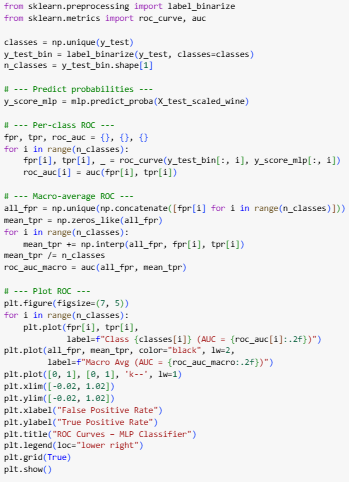 from sklearn.preprocessing import label_binarize
from sklearn.metrics import roc_curve, auc

classes = np.unique(y_test)
y_test_bin = label_binarize(y_test, classes=classes)
n_classes = y_test_bin.shape[1]

# --- Predict probabilities ---
y_score_mlp = mlp.predict_proba(X_test_scaled_wine)

# --- Per-class ROC ---
fpr, tpr, roc_auc = {}, {}, {}
for i in range(n_classes):
    fpr[i], tpr[i], _ = roc_curve(y_test_bin[:, i], y_score_mlp[:, i])
    roc_auc[i] = auc(fpr[i], tpr[i])

# --- Macro-average ROC ---
all_fpr = np.unique(np.concatenate([fpr[i] for i in range(n_classes)]))
mean_tpr = np.zeros_like(all_fpr)
for i in range(n_classes):
    mean_tpr += np.interp(all_fpr, fpr[i], tpr[i])
mean_tpr /= n_classes
roc_auc_macro = auc(all_fpr, mean_tpr)

# --- Plot ROC ---
plt.figure(figsize=(7, 5))
for i in range(n_classes):
    plt.plot(fpr[i], tpr[i],
             label=f"Class {classes[i]} (AUC = {roc_auc[i]:.2f})")
plt.plot(all_fpr, mean_tpr, color="black", lw=2,
         label=f"Macro Avg (AUC = {roc_auc_macro:.2f})")
plt.plot([0, 1], [0, 1], 'k--', lw=1)
plt.xlim([-0.02, 1.02])
plt.ylim([-0.02, 1.02])
plt.xlabel("False Positive Rate")
plt.ylabel("True Positive Rate")
plt.title("ROC Curves – MLP Classifier")
plt.legend(loc="lower right")
plt.grid(True)
plt.show()